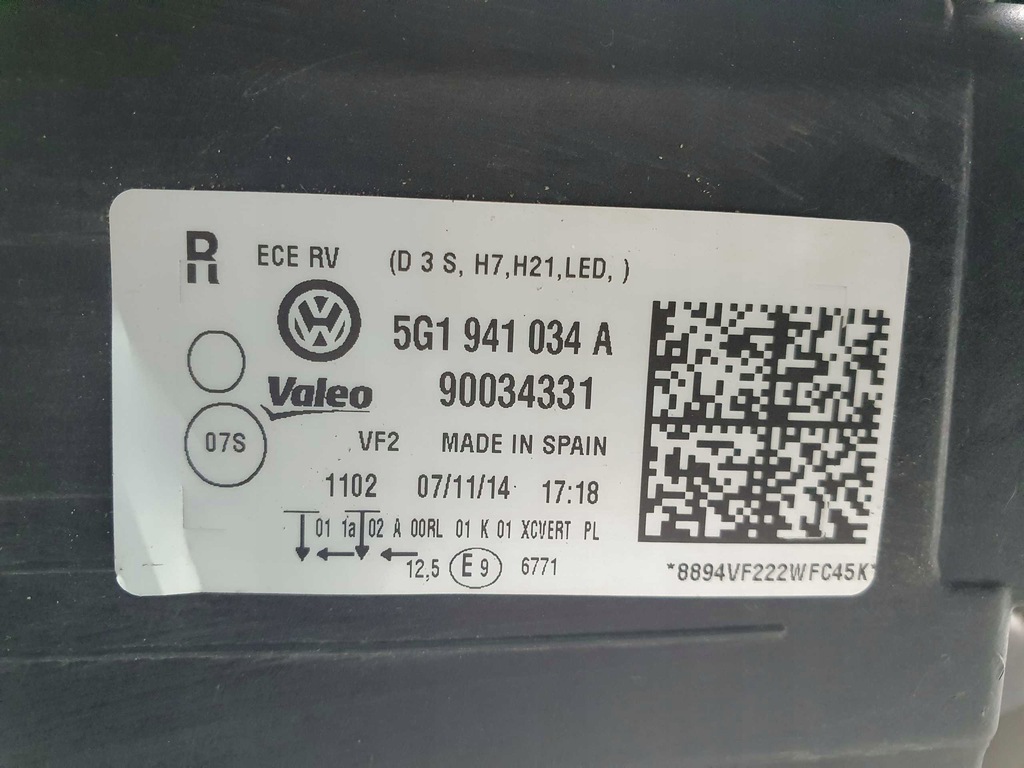 R ECE RV (D 3 S, H7,H21,LED, )
VW
5G1 941 034 A
Valeo 90034331
07S VF2 MADE IN SPAIN
1102 07/11/14 17:18
01 1a 02 A 00RL 01 K 01 XCVERT PL
12,5 E 9 6771
*8894VF222WFC45K*